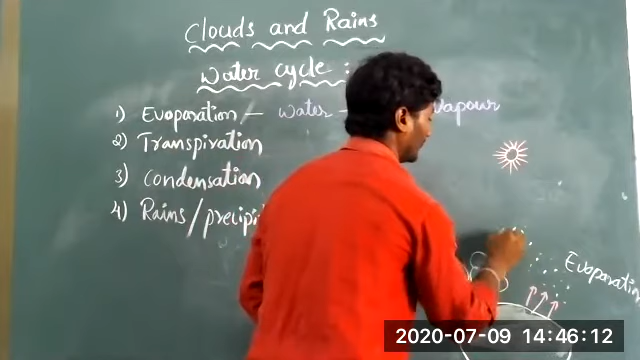 Clouds and Rains
Water cycle :
1) Evaporation — water — Vapour
2) Transpiration
3) condensation
4) Rains/precipi
Evaporation
2020-07-09 14:46:12